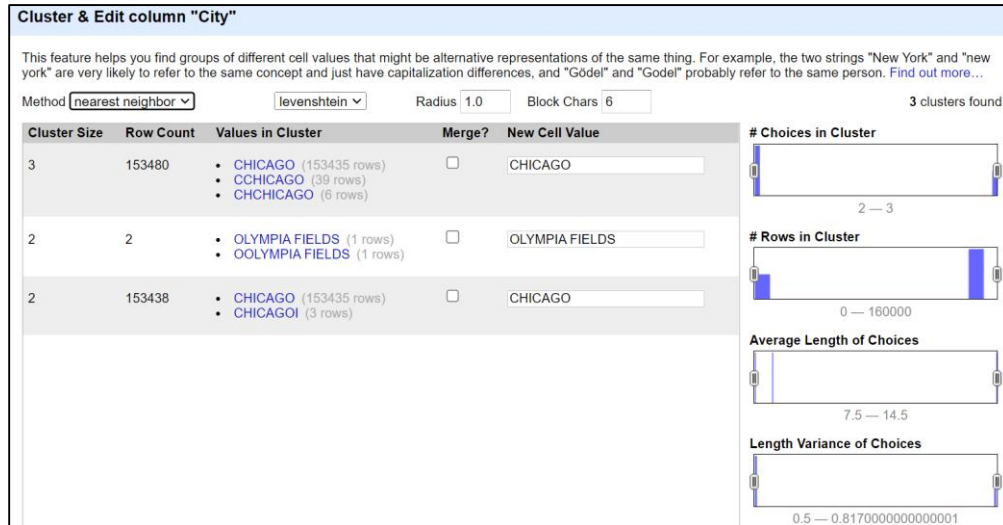 Cluster & Edit column "City"
This feature helps you find groups of different cell values that might be alternative representations of the same thing. For example, the two strings "New York" and "new
york" are very likely to refer to the same concept and just have capitalization differences, and "Gödel" and "Godel" probably refer to the same person. Find out more…
Method nearest neighbor levenshtein Radius 1.0 Block Chars 6 3 clusters found
Cluster Size Row Count Values in Cluster Merge? New Cell Value
3 153480 • CHICAGO (153435 rows) CHICAGO
• CCHICAGO (39 rows)
• CHCHICAGO (6 rows)
2 2 • OLYMPIA FIELDS (1 rows) OLYMPIA FIELDS
• OOLYMPIA FIELDS (1 rows)
2 153438 • CHICAGO (153435 rows) CHICAGO
• CHICAGOI (3 rows)
# Choices in Cluster
2 — 3
# Rows in Cluster
0 — 160000
Average Length of Choices
7.5 — 14.5
Length Variance of Choices
0.5 — 0.8170000000000001